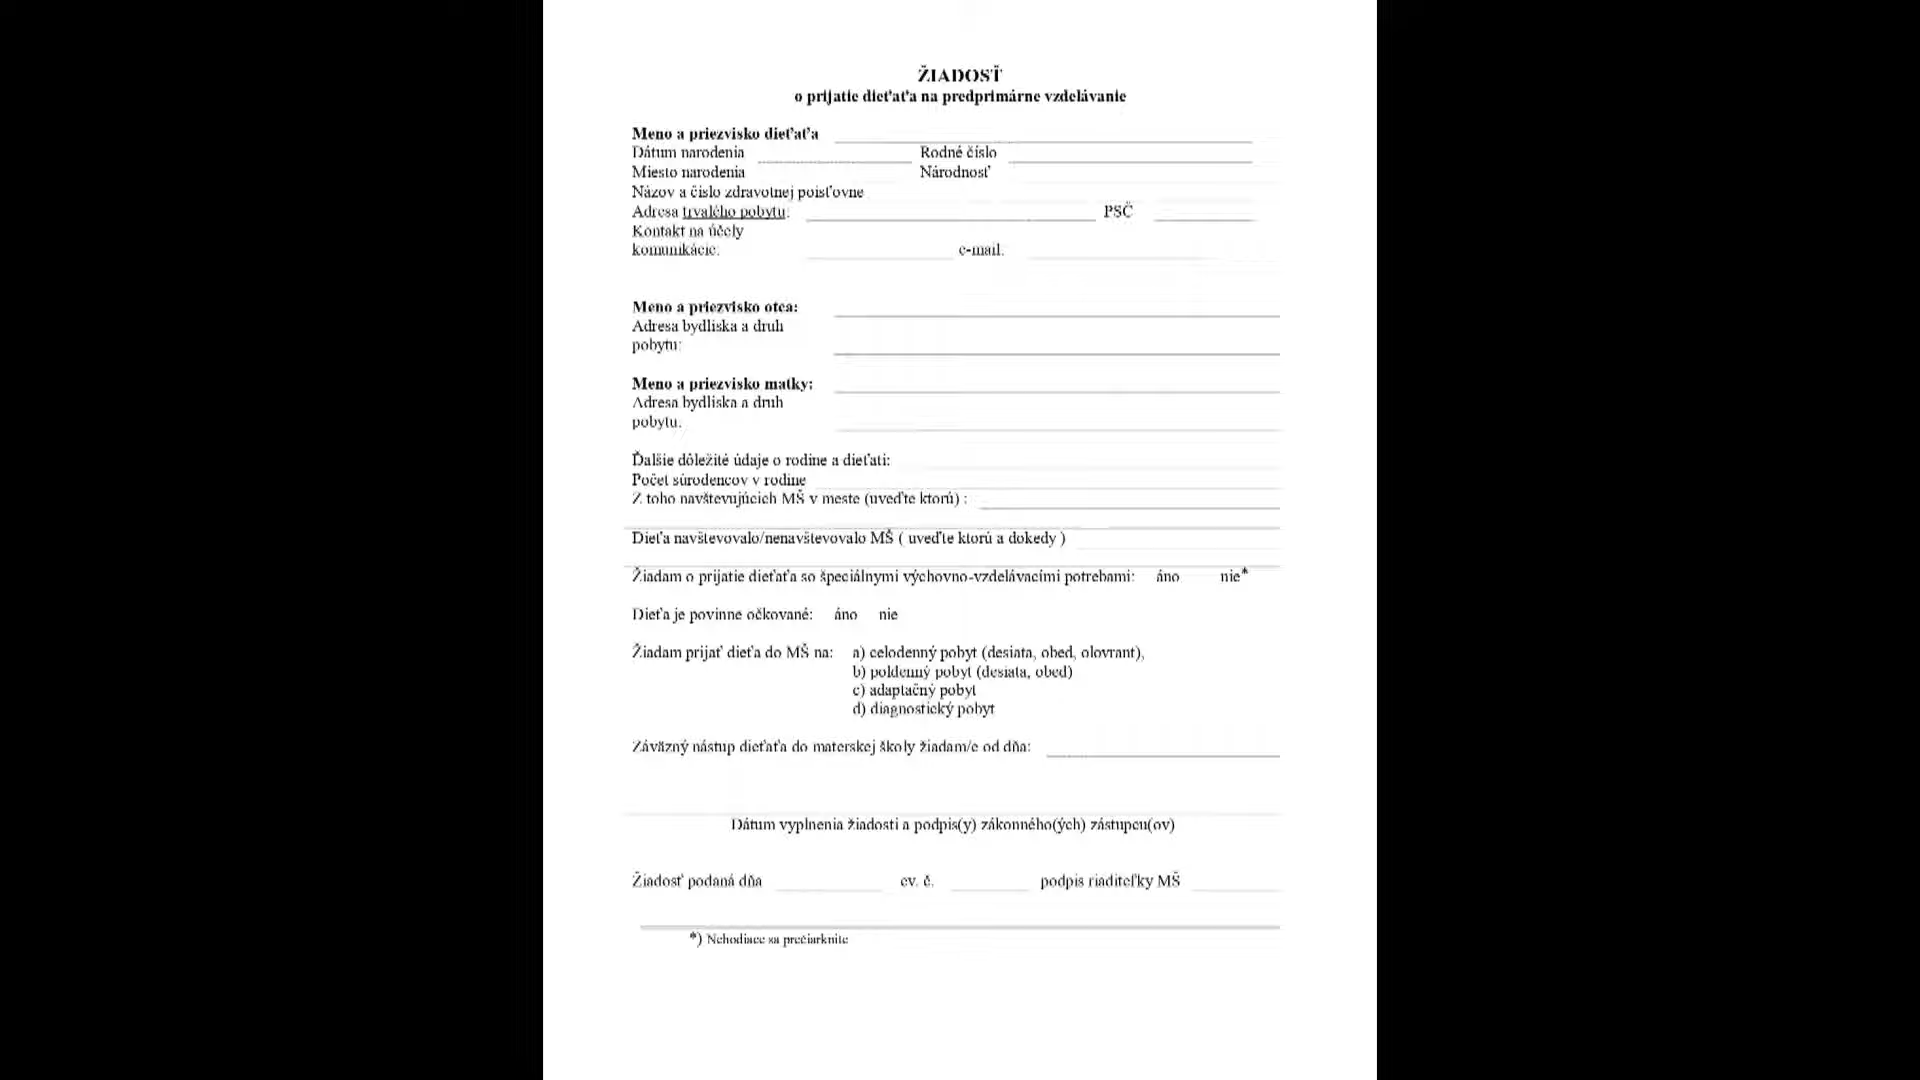 ŽIADOSŤ
o prijatie dieťaťa na predprimárne vzdelávanie
Meno a priezvisko dieťaťa
Dátum narodenia Rodné číslo
Miesto narodenia Národnosť
Názov a číslo zdravotnej poisťovne
Adresa trvalého pobytu: PSČ
Kontakt na účely
komunikácie: e-mail:
Meno a priezvisko otca:
Adresa bydliska a druh
pobytu:
Meno a priezvisko matky:
Adresa bydliska a druh
pobytu:
Ďalšie dôležité údaje o rodine a dieťati:
Počet súrodencov v rodine
Z toho navštevujúcich MŠ v meste (uveďte ktorú) :
Dieťa navštevovalo/nenavštevovalo MŠ ( uveďte ktorú a dokedy )
Žiadam o prijatie dieťaťa so špeciálnymi výchovno-vzdelávacími potrebami: áno nie*
Dieťa je povinne očkované: áno nie
Žiadam prijať dieťa do MŠ na: a) celodenný pobyt (desiata, obed, olovrant),
b) poldenný pobyt (desiata, obed)
c) adaptačný pobyt
d) diagnostický pobyt
Záväzný nástup dieťaťa do materskej školy žiadam/e od dňa:
Dátum vyplnenia žiadosti a podpis(y) zákonného(ých) zástupcu(ov)
Žiadosť podaná dňa ev. č. podpis riaditeľky MŠ
*) Nehodiace sa prečiarknite